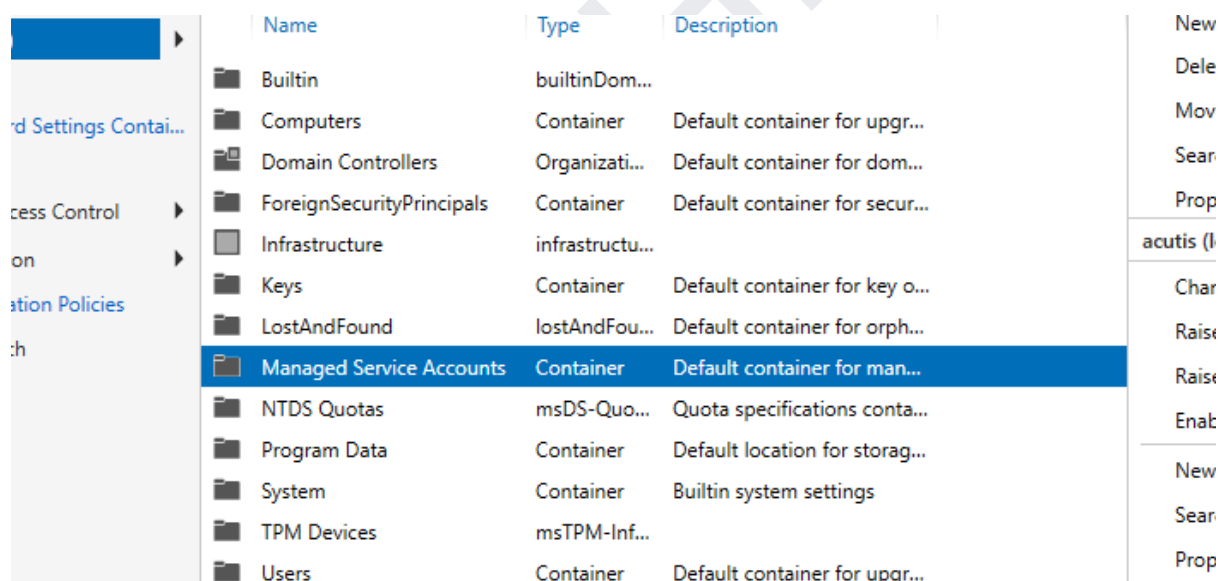 Name Type Description
Builtin builtinDom...
Computers Container Default container for upgr...
Domain Controllers Organizati... Default container for dom...
ForeignSecurityPrincipals Container Default container for secur...
Infrastructure infrastructu...
Keys Container Default container for key o...
LostAndFound lostAndFou... Default container for orph...
Managed Service Accounts Container Default container for man...
NTDS Quotas msDS-Quo... Quota specifications conta...
Program Data Container Default location for storag...
System Container Builtin system settings
TPM Devices msTPM-Inf...
Users Container Default container for upgr...
rd Settings Contai...
cess Control
on
ation Policies
ch
New
Dele
Mov
Sear
Prop
acutis (l
Char
Raise
Raise
Enab
New
Sear
Prop